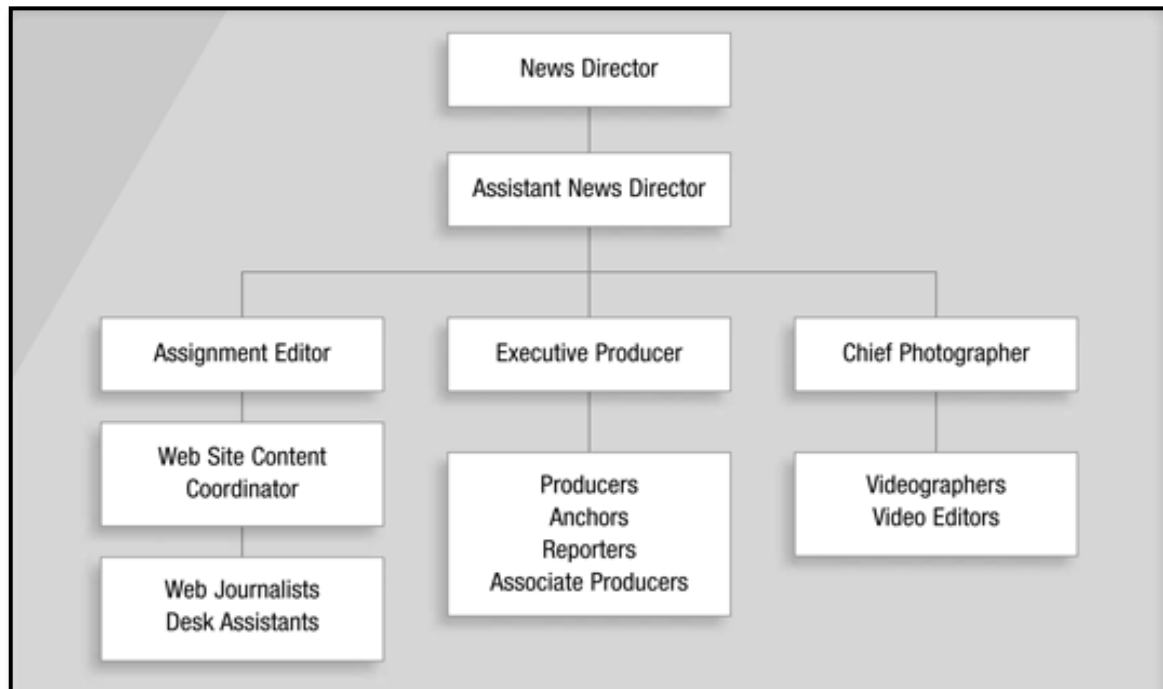 News Director
Assistant News Director
Assignment Editor
Executive Producer
Chief Photographer
Web Site Content
Coordinator
Web Journalists
Desk Assistants
Producers
Anchors
Reporters
Associate Producers
Videographers
Video Editors